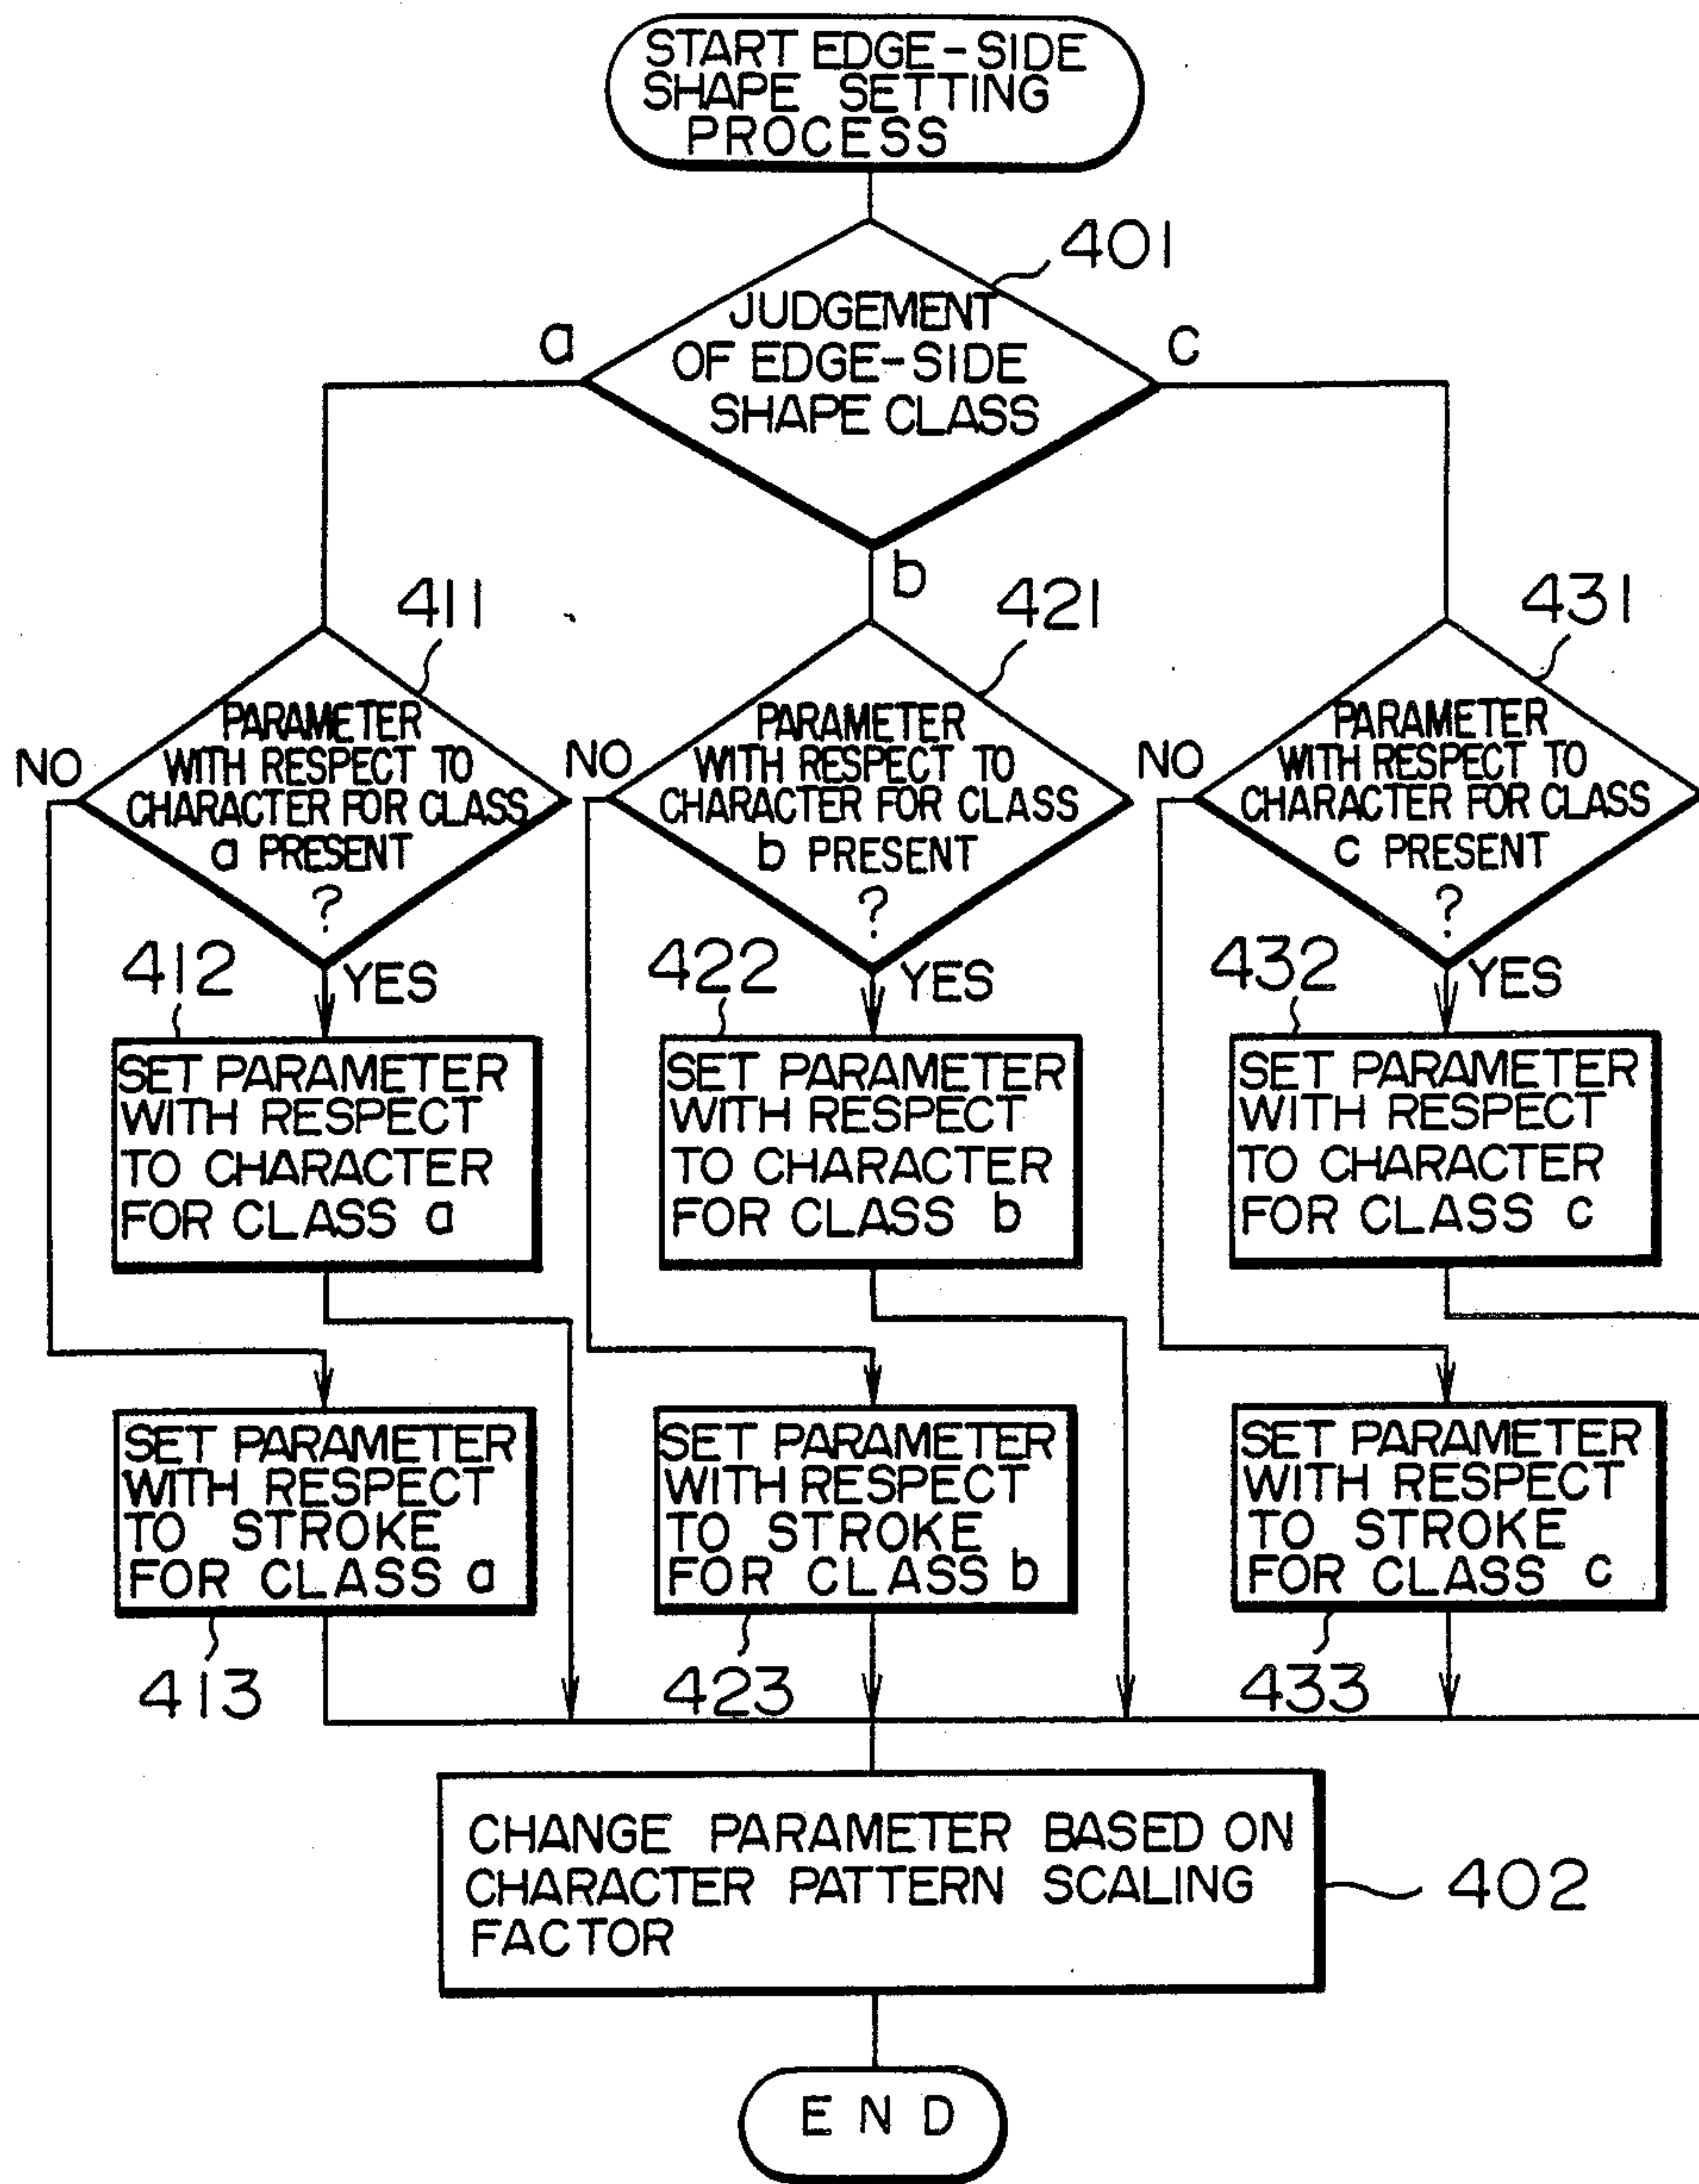 START EDGE-SIDE
SHAPE SETTING
PROCESS
401
JUDGEMENT
OF EDGE-SIDE
SHAPE CLASS
a
c
b
411
PARAMETER
WITH RESPECT TO
CHARACTER FOR CLASS
a PRESENT
?
NO
YES
421
PARAMETER
WITH RESPECT TO
CHARACTER FOR CLASS
b PRESENT
?
NO
YES
431
PARAMETER
WITH RESPECT TO
CHARACTER FOR CLASS
c PRESENT
?
NO
YES
412
SET PARAMETER
WITH RESPECT
TO CHARACTER
FOR CLASS a
422
SET PARAMETER
WITH RESPECT
TO CHARACTER
FOR CLASS b
432
SET PARAMETER
WITH RESPECT
TO CHARACTER
FOR CLASS c
SET PARAMETER
WITH RESPECT
TO STROKE
FOR CLASS a
413
SET PARAMETER
WITH RESPECT
TO STROKE
FOR CLASS b
423
SET PARAMETER
WITH RESPECT
TO STROKE
FOR CLASS c
433
CHANGE PARAMETER BASED ON
CHARACTER PATTERN SCALING
FACTOR
402
END